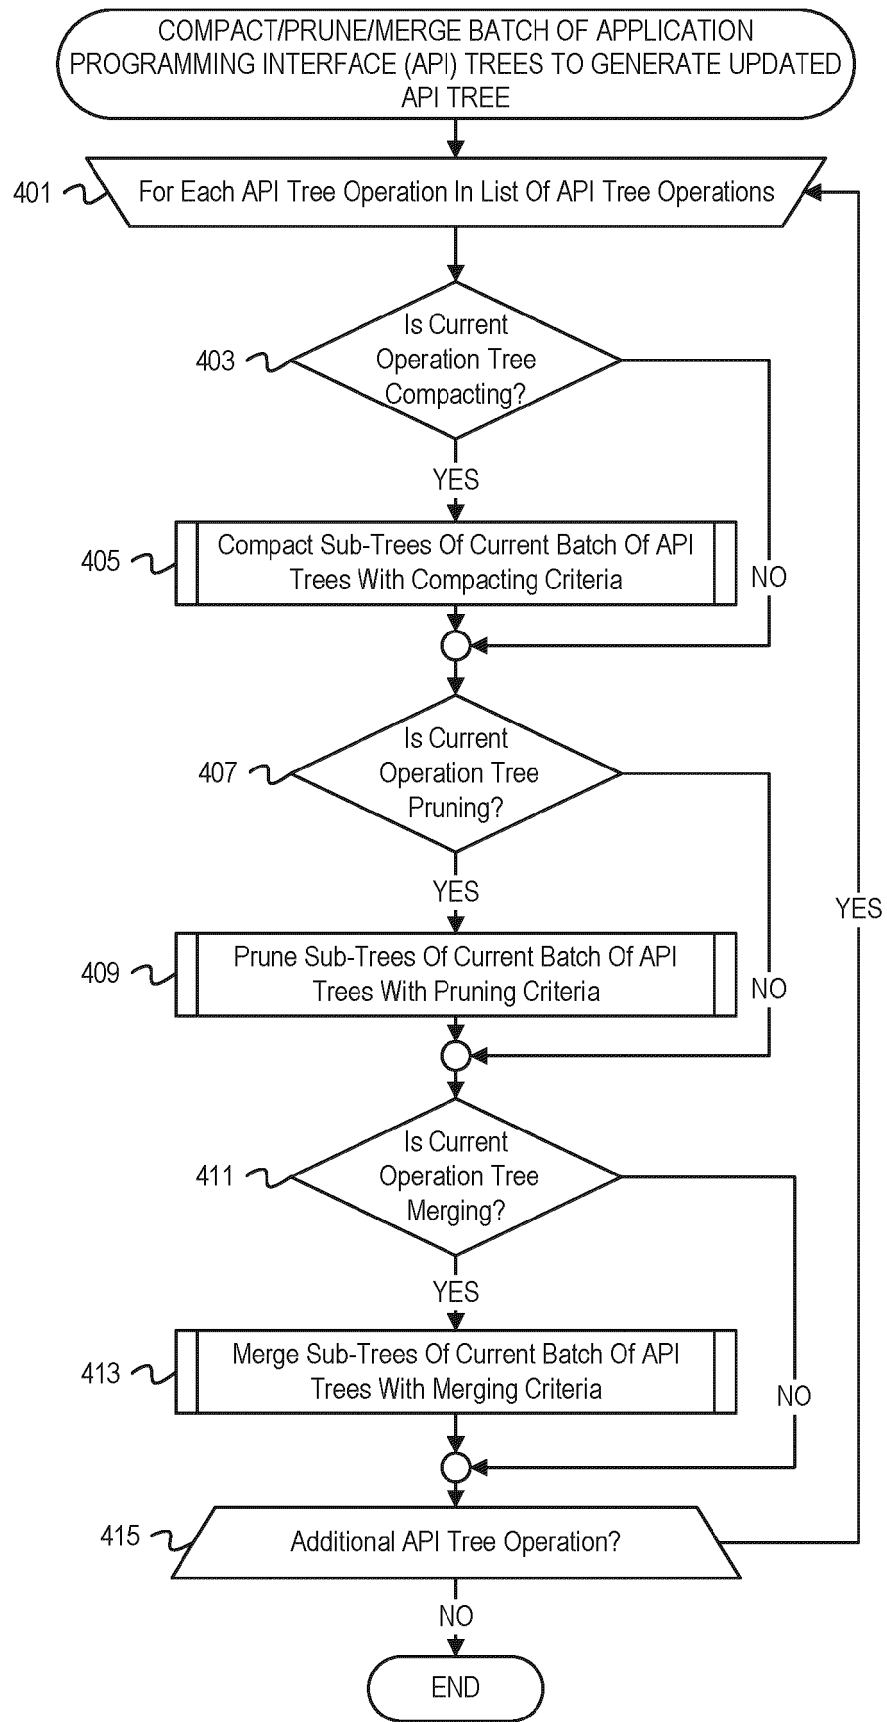 COMPACT/PRUNE/MERGE BATCH OF APPLICATION
PROGRAMMING INTERFACE (API) TREES TO GENERATE UPDATED
API TREE
401
For Each API Tree Operation In List Of API Tree Operations
Is Current
403
Operation Tree
Compacting?
YES
Compact Sub-Trees Of Current Batch Of API
405
Trees With Compacting Criteria
NO
Is Current
407
Operation Tree
Pruning?
YES
YES
Prune Sub-Trees Of Current Batch Of API
409
Trees With Pruning Criteria
NO
Is Current
411
Operation Tree
Merging?
YES
Merge Sub-Trees Of Current Batch Of API
413
Trees With Merging Criteria
NO
415
Additional API Tree Operation?
NO
END